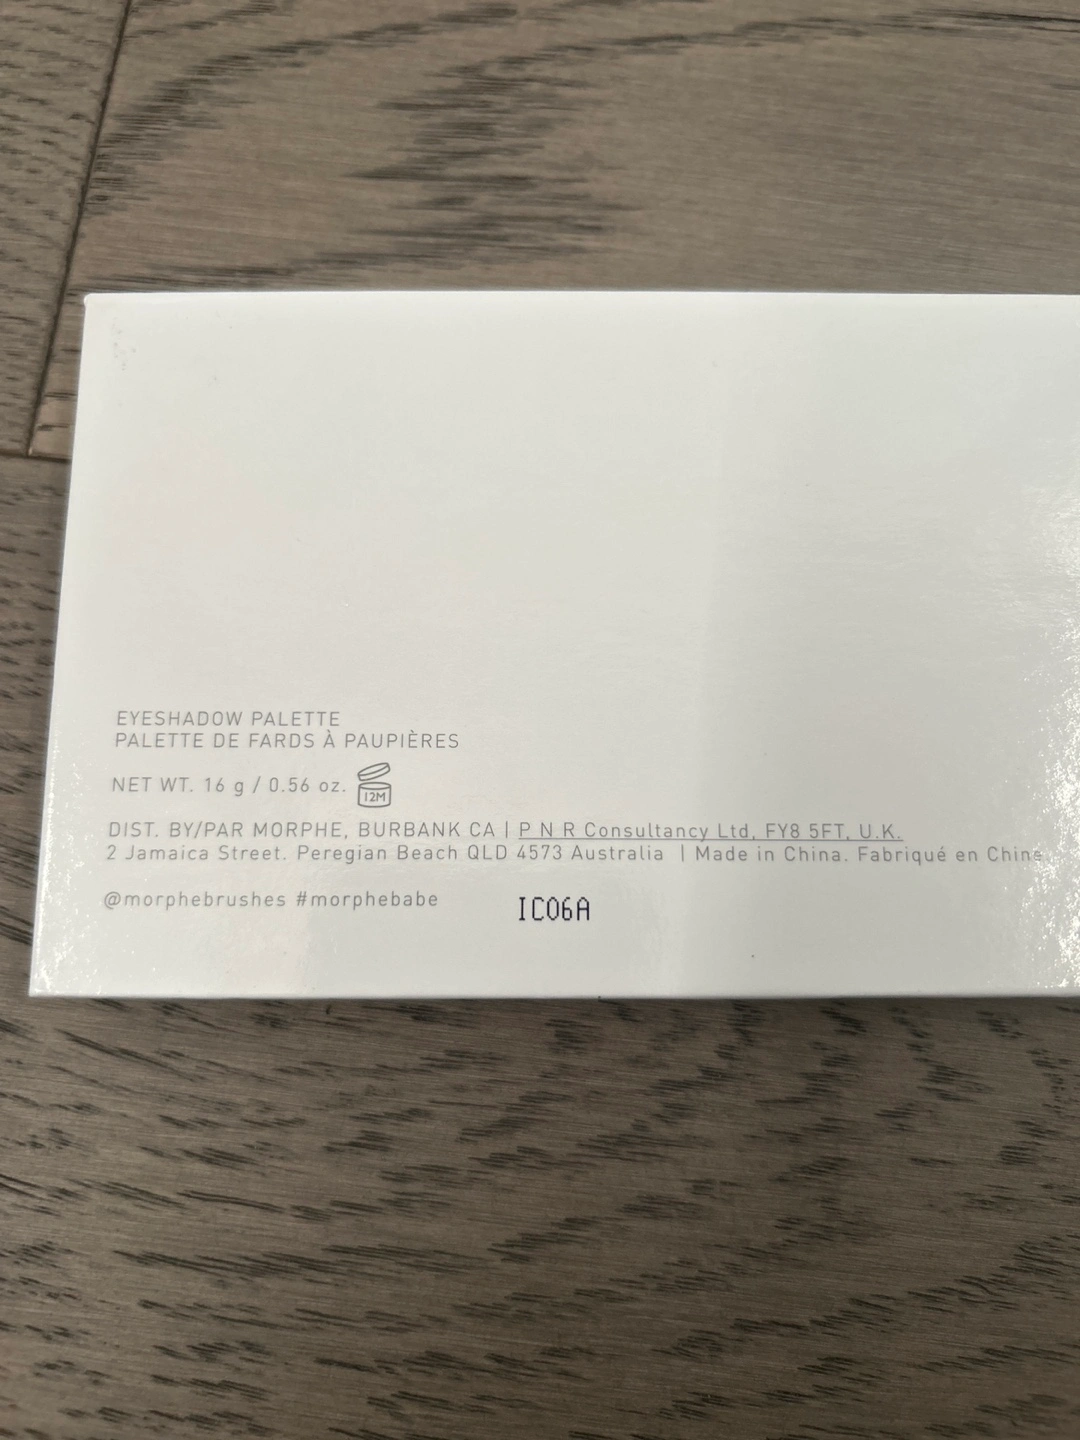 EYESHADOW PALETTE
PALETTE DE FARDS À PAUPIÈRES
NET WT. 16 g / 0.56 oz. 12M
DIST. BY/PAR MORPHE, BURBANK CA | P N R Consultancy Ltd, FY8 5FT, U.K.
2 Jamaica Street. Peregian Beach QLD 4573 Australia | Made in China. Fabriqué en Chine.
@morphebrushes #morphebabe
IC06A